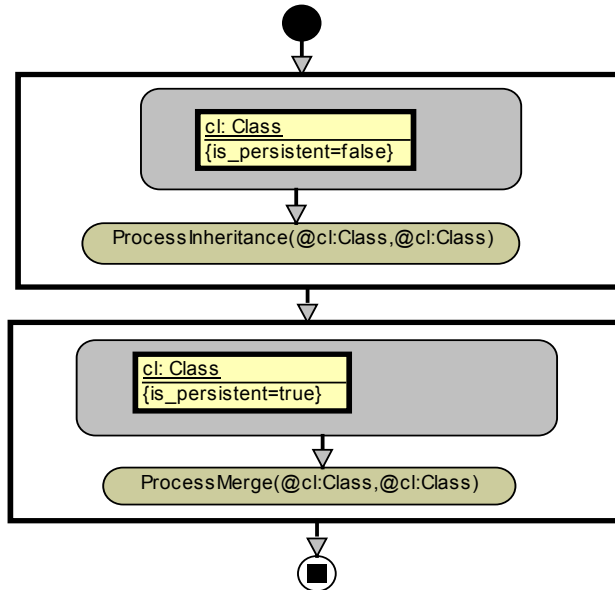 cl: Class
{is_persistent=false}
ProcessInheritance(@cl:Class,@cl:Class)
cl: Class
{is_persistent=true}
ProcessMerge(@cl:Class,@cl:Class)